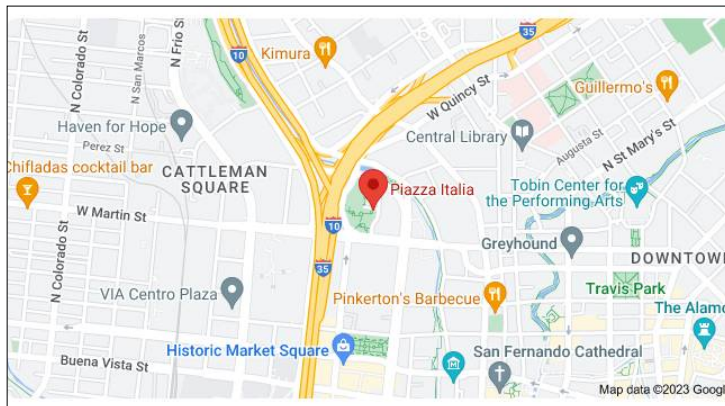 N Colorado St
N San Marcos
N Frio St
10
Kimura
35
W Quincy St
Guillermo's
Haven for Hope
Central Library
Augusta St
N St Mary's St
Perez St
Chifladas cocktail bar
CATTLEMAN
SQUARE
Piazza Italia
Tobin Center for
the Performing Arts
W Martin St
10
Greyhound
DOWNTOWN
N Colorado St
35
VIA Centro Plaza
Pinkerton's Barbecue
Travis Park
The Alamo
Historic Market Square
San Fernando Cathedral
Buena Vista St
Map data ©2023 Google